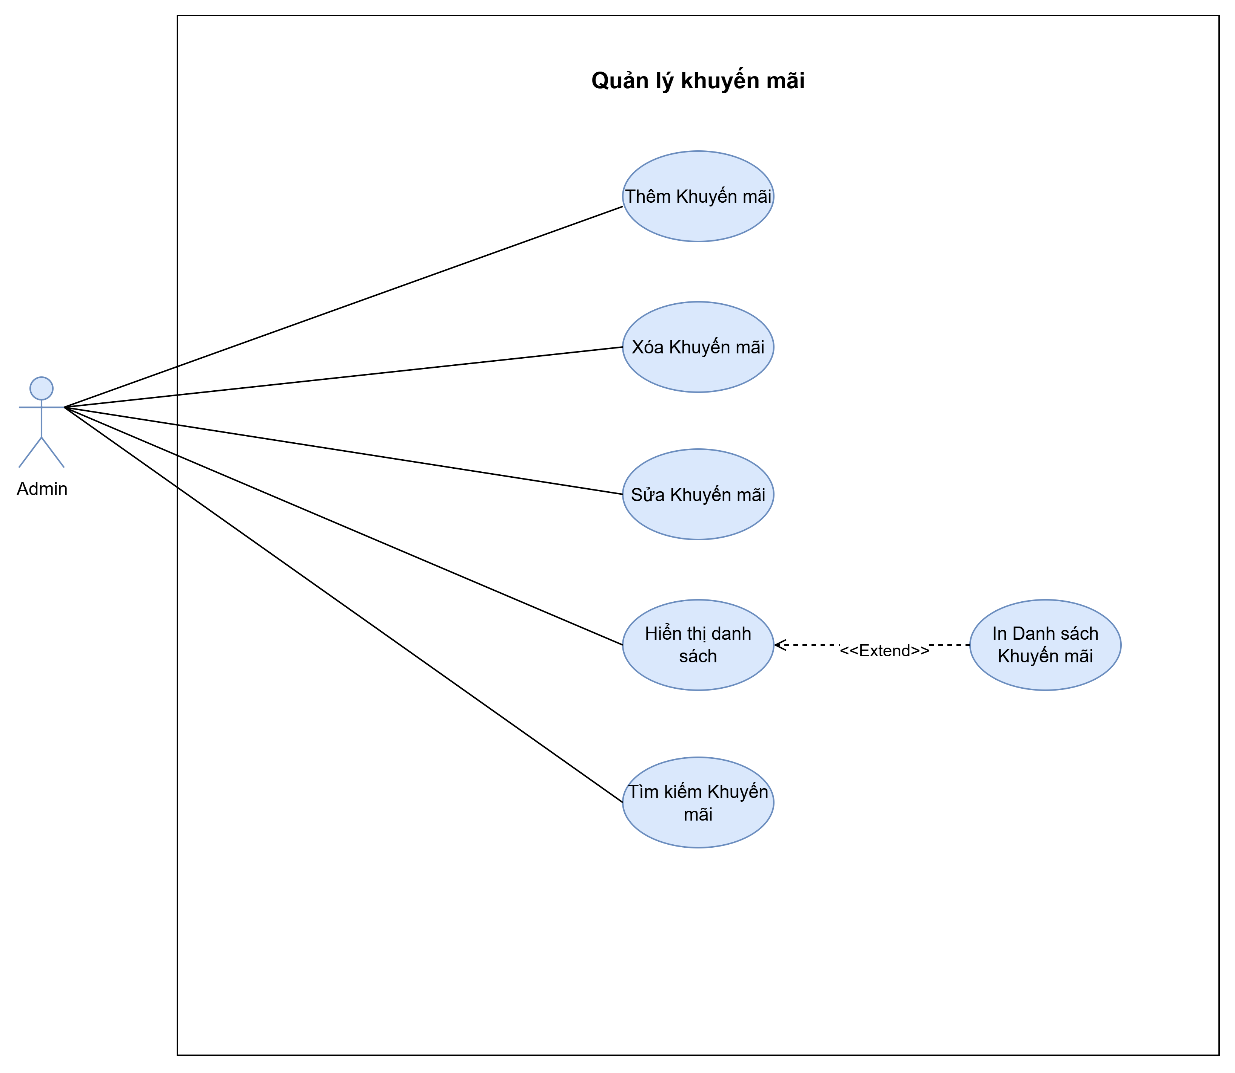 Quản lý khuyến mãi
Thêm Khuyến mãi
Xóa Khuyến mãi
Admin
Sửa Khuyến mãi
Hiển thị danh
sách
<<Extend>>
In Danh sách
Khuyến mãi
Tìm kiếm Khuyến
mãi